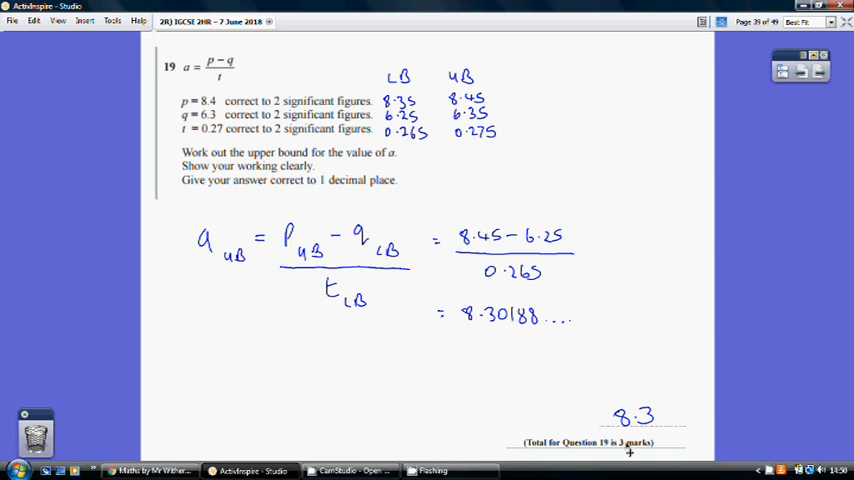 ActivInspire - Studio
File Edit View Insert Tools Help
2R) IGCSE 2HR – 7 June 2018
Page 39 of 49
Best Fit
19 a = p – q / t
LB UB
p = 8.4 correct to 2 significant figures. 8.35 8.45
q = 6.3 correct to 2 significant figures. 6.25 6.35
t = 0.27 correct to 2 significant figures. 0.265 0.275
Work out the upper bound for the value of a.
Show your working clearly.
Give your answer correct to 1 decimal place.
a UB = p UB – q LB / t LB = 8.45 – 6.25 / 0.265
= 8.30188....
8.3
(Total for Question 19 is 3 marks)
Maths by Mr Wither... ActivInspire - Studio CamStudio - Open ... Flashing 14:50